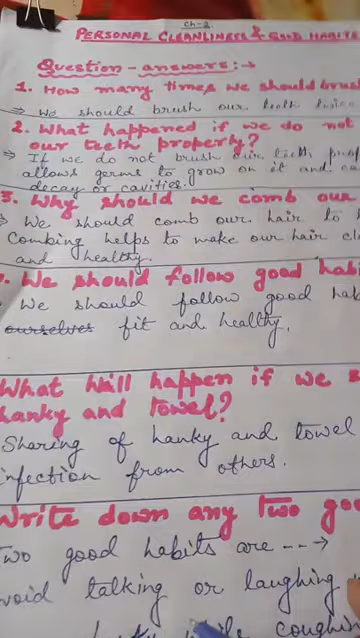 Ch-2
PERSONAL CLEANLINESS & GOOD HABITS
Question-answers:→
1. How many times we should brush
⇒ We should brush our teeth twice
2. What happened if we do not
our teeth properly?
⇒ If we do not brush our teeth
allows germs to grow on it and
decay or cavities.
3. Why should we comb our
We should comb our hair to
Combing helps to make our hair
and healthy.
We should follow good
We should follow good
ourselves fit and healthy.
What will happen if we
hanky and towel?
Sharing of hanky and towel
infection from others.
Write down any two
Two good habits are ---→
void talking or laughing
while coughing